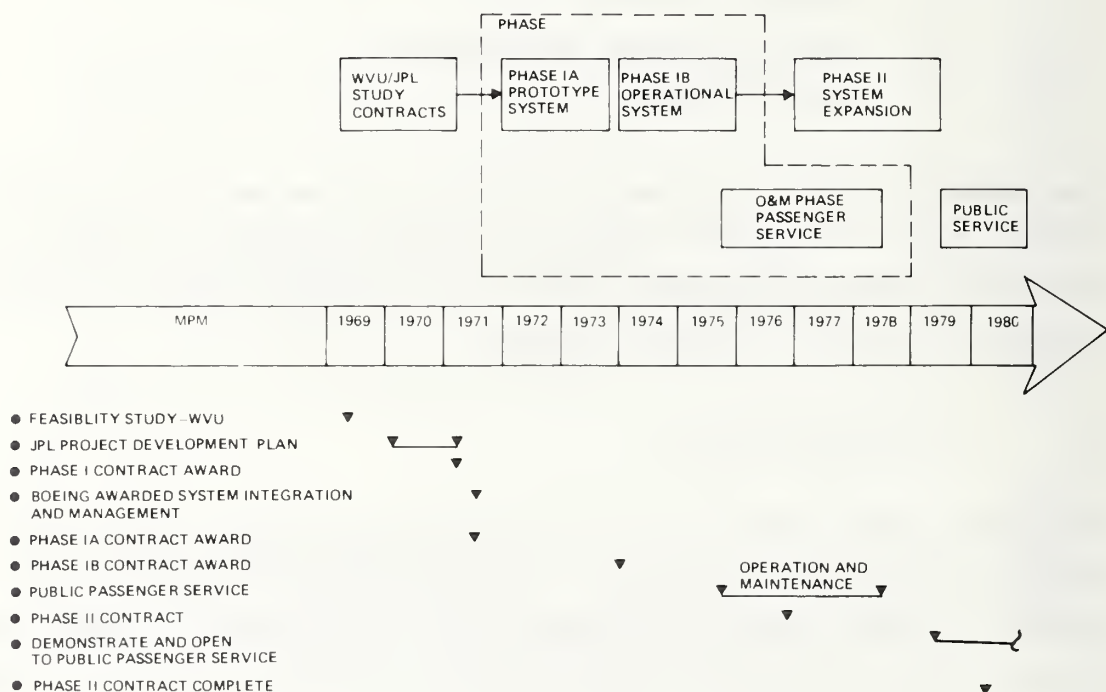 PHASE
WVU/JPL
STUDY
CONTRACTS
PHASE IA
PROTOTYPE
SYSTEM
PHASE IB
OPERATIONAL
SYSTEM
PHASE II
SYSTEM
EXPANSION
O&M PHASE
PASSENGER
SERVICE
PUBLIC
SERVICE
MPM 1969 1970 1971 1972 1973 1974 1975 1976 1977 1978 1979 1980
● FEASIBLITY STUDY–WVU
● JPL PROJECT DEVELOPMENT PLAN
● PHASE I CONTRACT AWARD
● BOEING AWARDED SYSTEM INTEGRATION
AND MANAGEMENT
● PHASE IA CONTRACT AWARD
● PHASE IB CONTRACT AWARD
● PUBLIC PASSENGER SERVICE
OPERATION AND
MAINTENANCE
● PHASE II CONTRACT
● DEMONSTRATE AND OPEN
TO PUBLIC PASSENGER SERVICE
● PHASE II CONTRACT COMPLETE